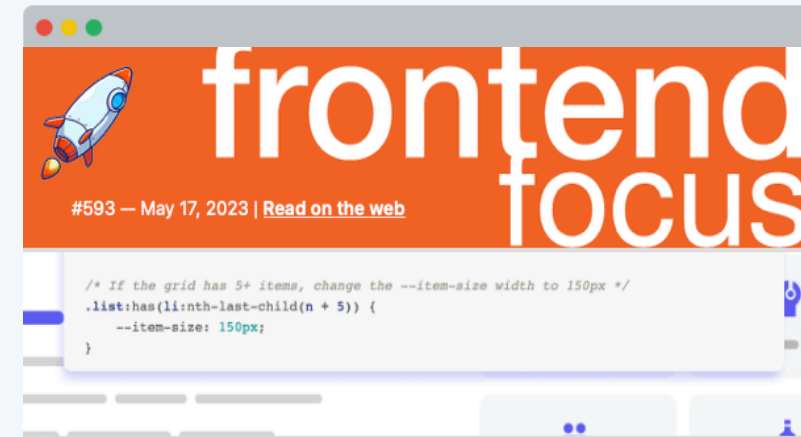 frontend
focus
#593 — May 17, 2023 | Read on the web
/* If the grid has 5+ items, change the --item-size width to 150px */
.list:has(li:nth-last-child(n + 5)) {
--item-size: 150px;
}